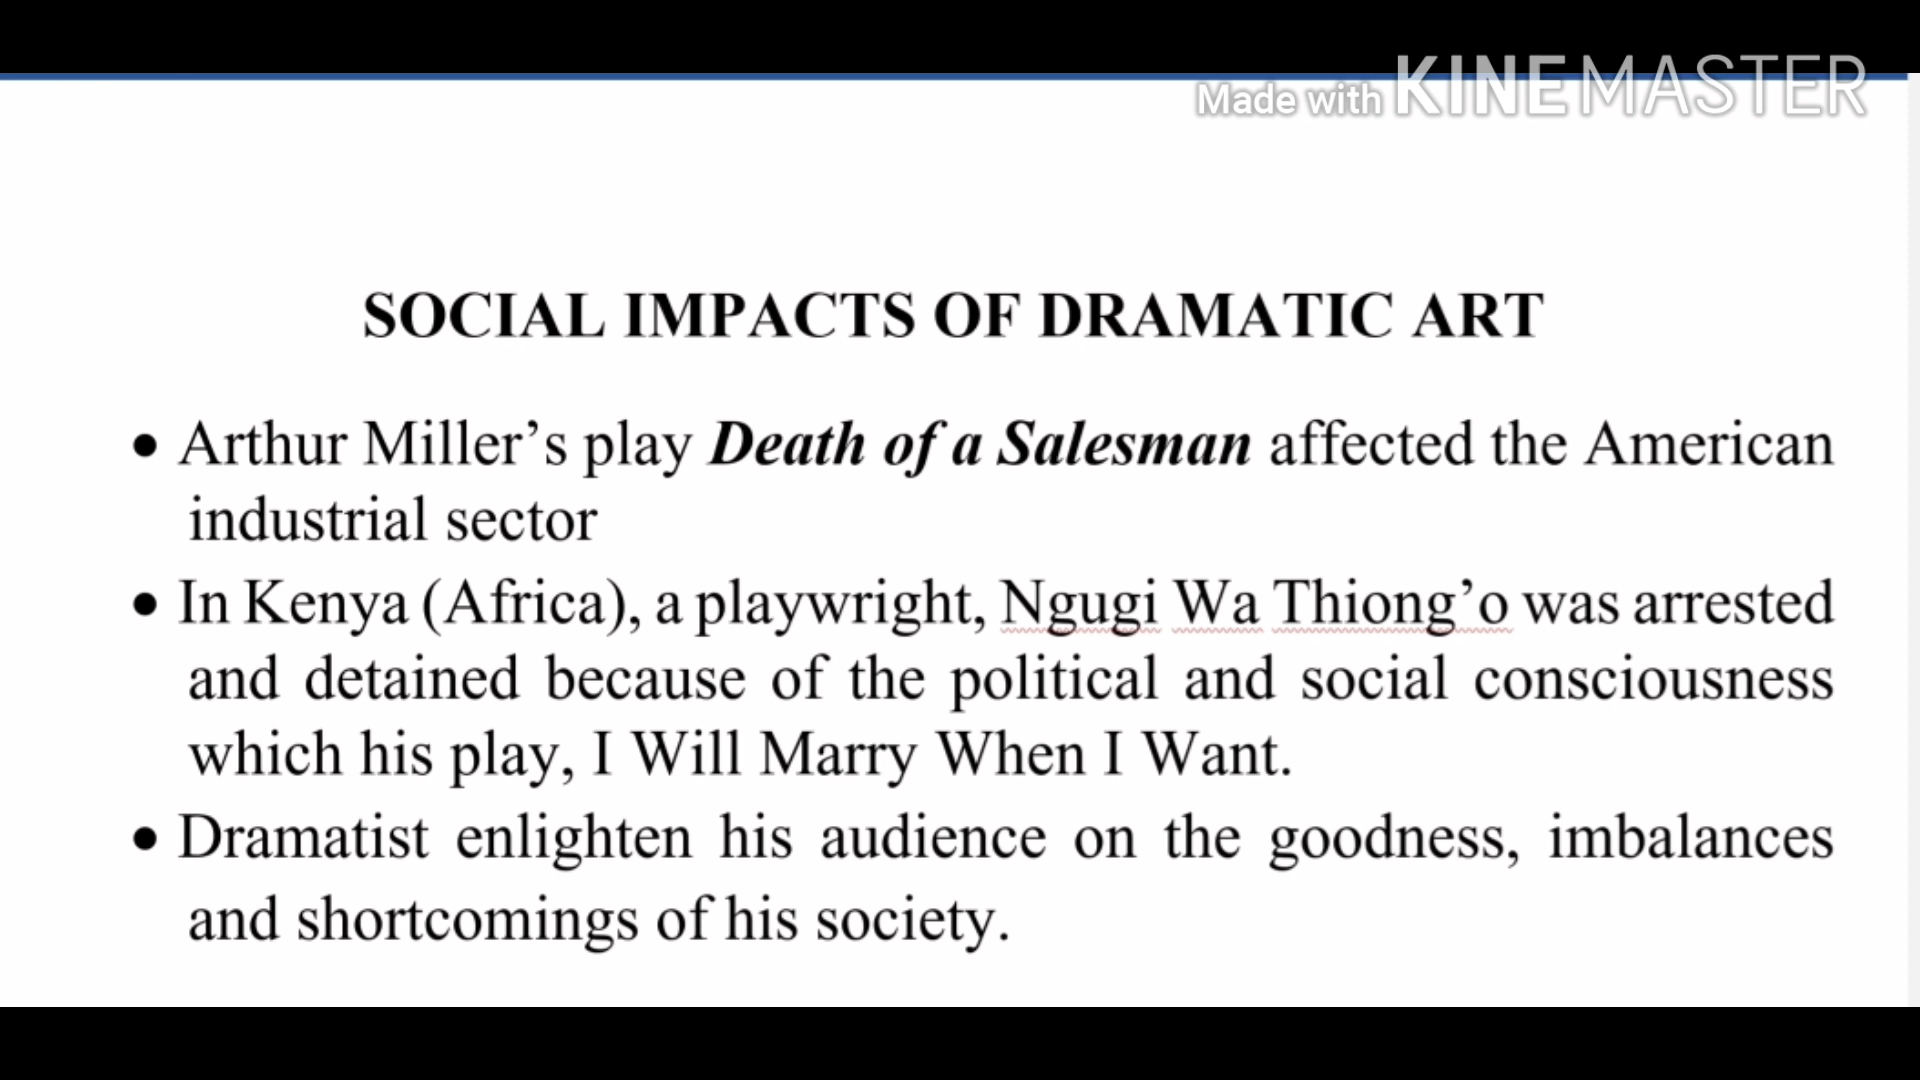 Made with KINEMASTER
SOCIAL IMPACTS OF DRAMATIC ART
• Arthur Miller’s play Death of a Salesman affected the American
industrial sector
• In Kenya (Africa), a playwright, Ngugi Wa Thiong’o was arrested
and detained because of the political and social consciousness
which his play, I Will Marry When I Want.
• Dramatist enlighten his audience on the goodness, imbalances
and shortcomings of his society.